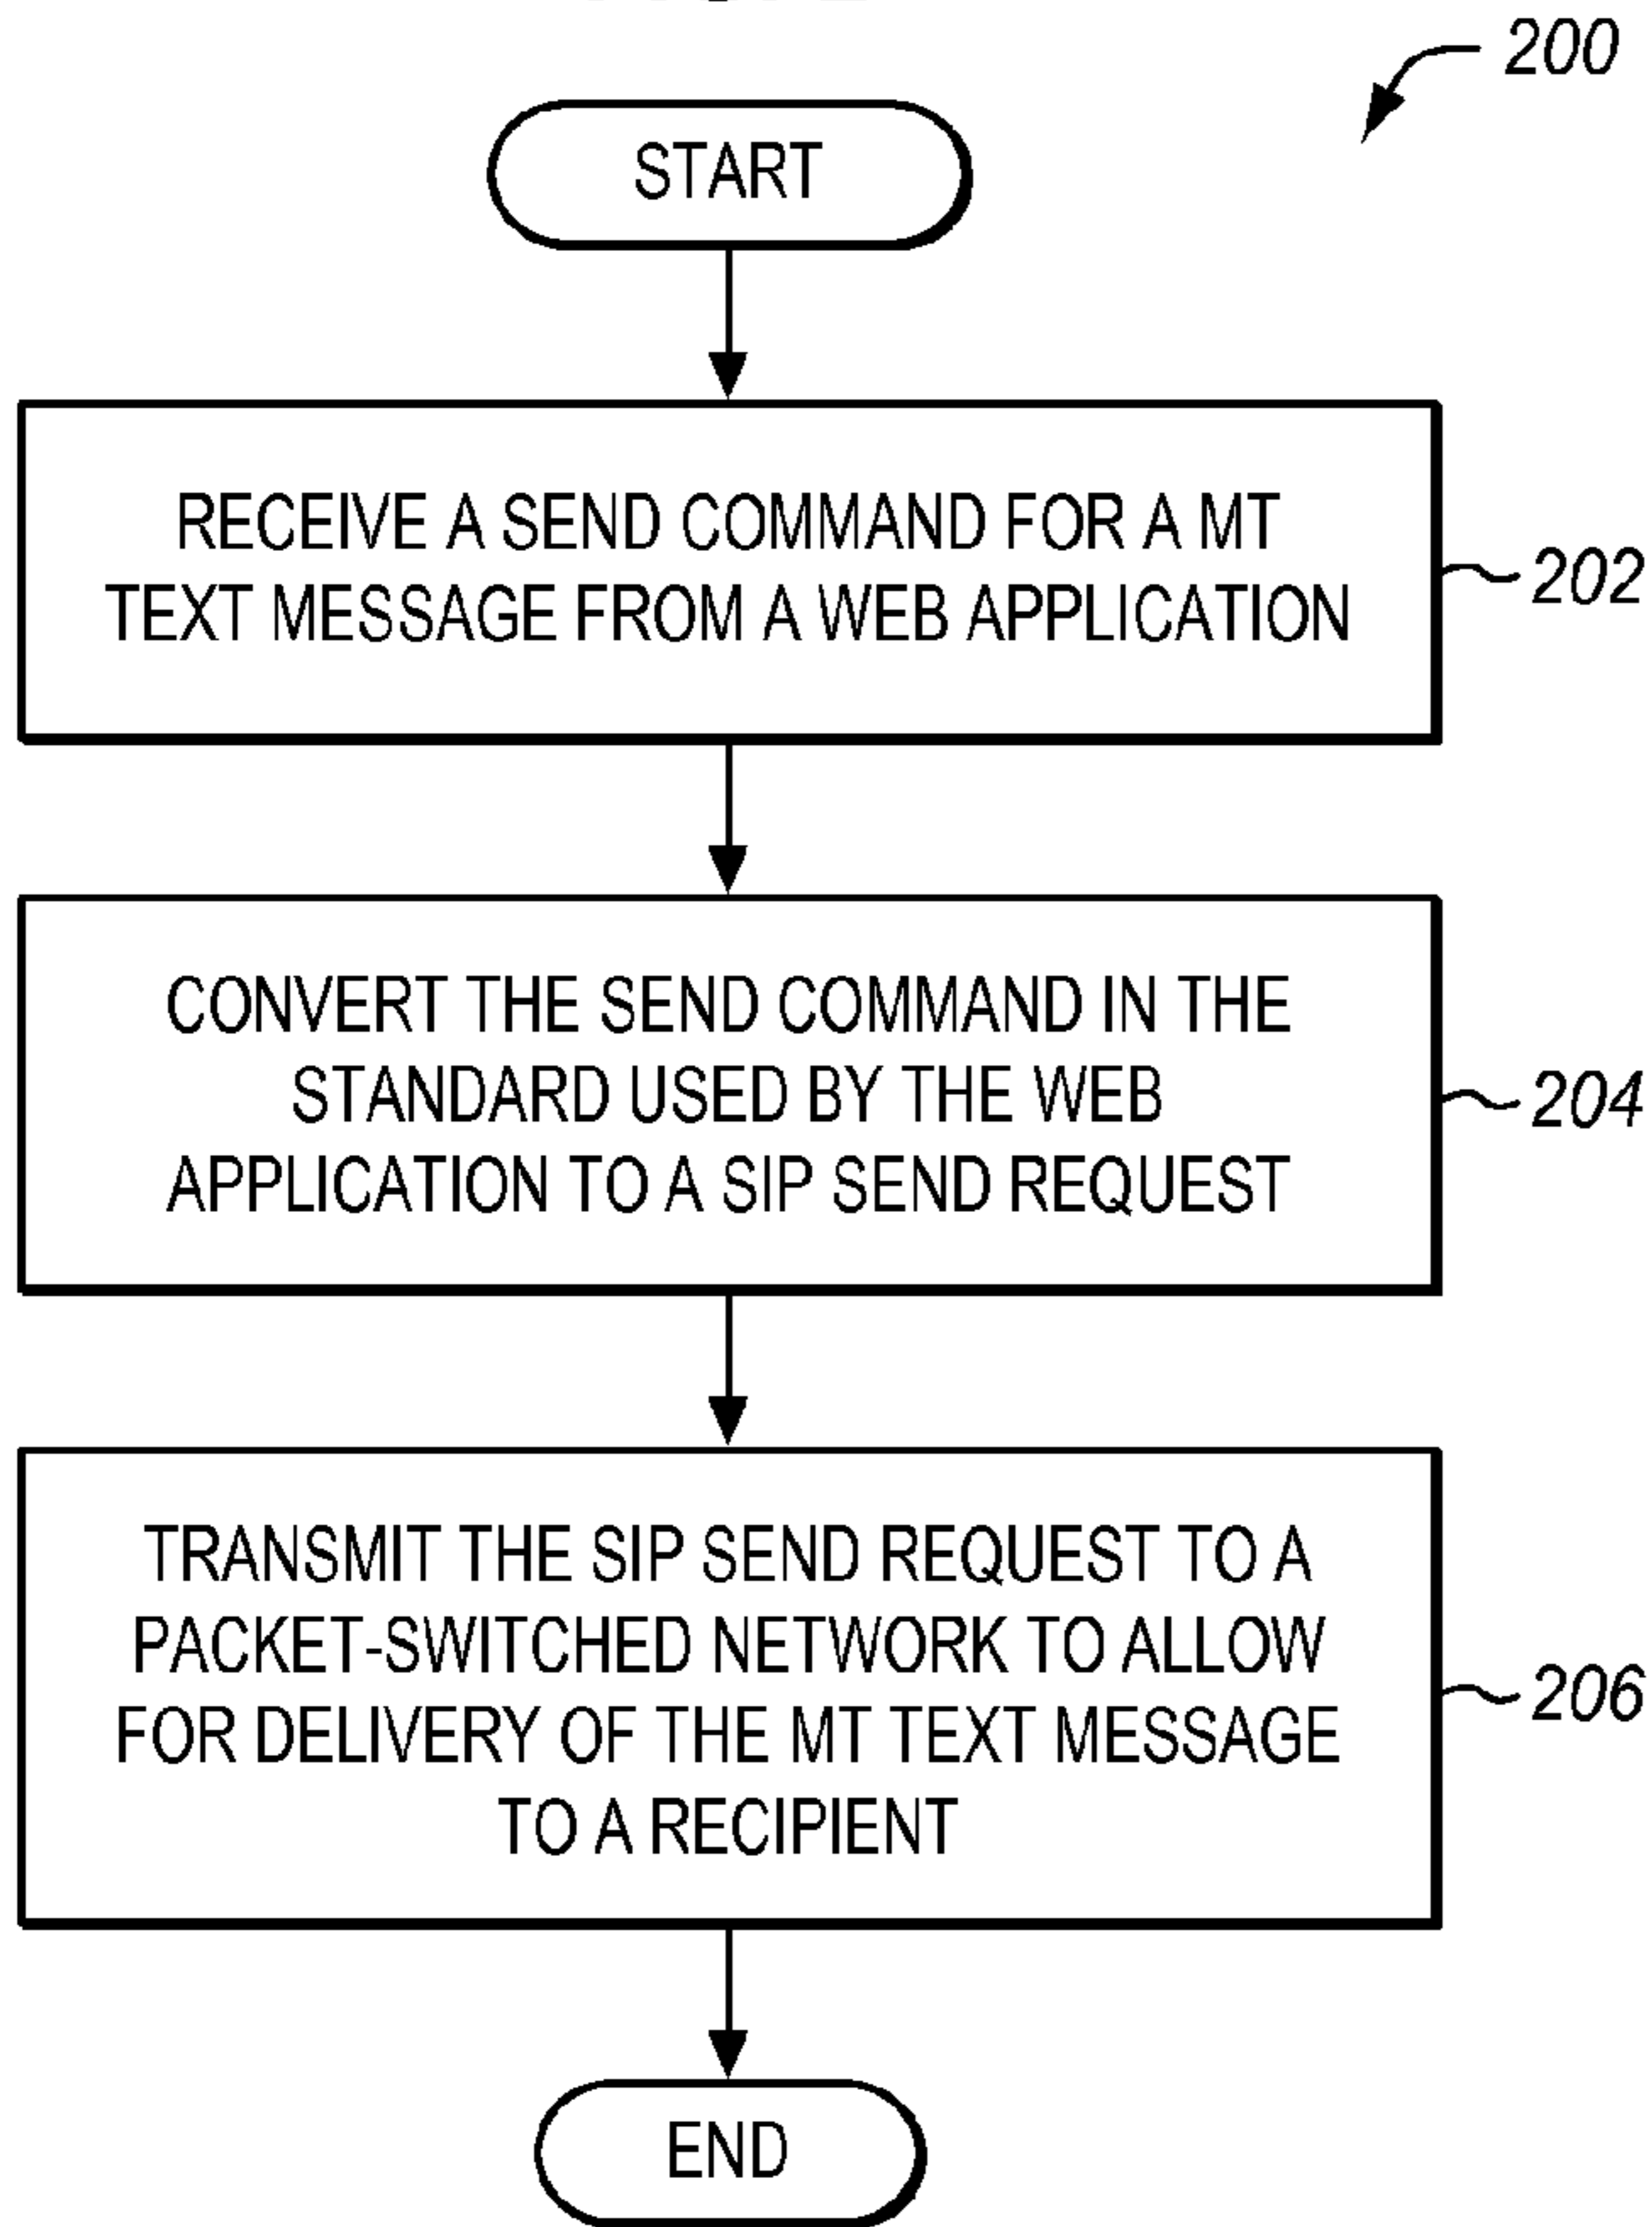 200
START
RECEIVE A SEND COMMAND FOR A MT
TEXT MESSAGE FROM A WEB APPLICATION
202
CONVERT THE SEND COMMAND IN THE
STANDARD USED BY THE WEB
APPLICATION TO A SIP SEND REQUEST
204
TRANSMIT THE SIP SEND REQUEST TO A
PACKET-SWITCHED NETWORK TO ALLOW
FOR DELIVERY OF THE MT TEXT MESSAGE
TO A RECIPIENT
206
END